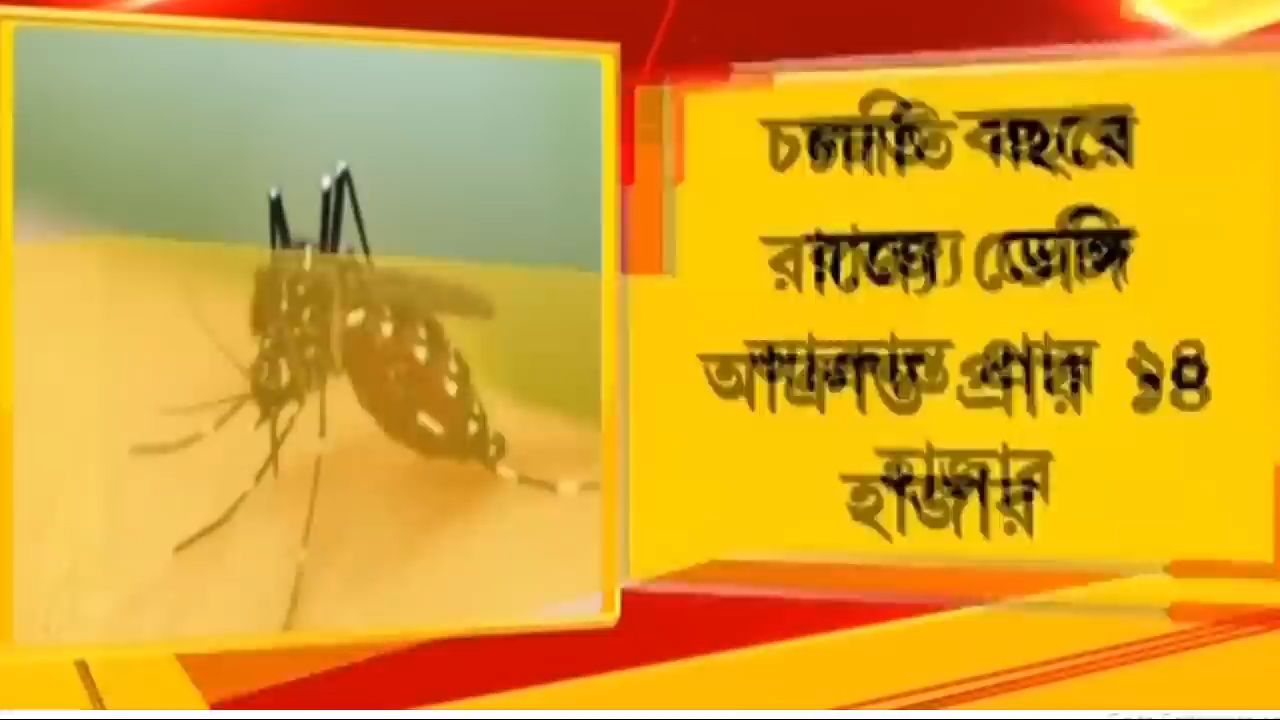 চলতি বছরে
রাজ্যে ডেঙ্গি
আক্রান্ত প্রায় ১৪
হাজার